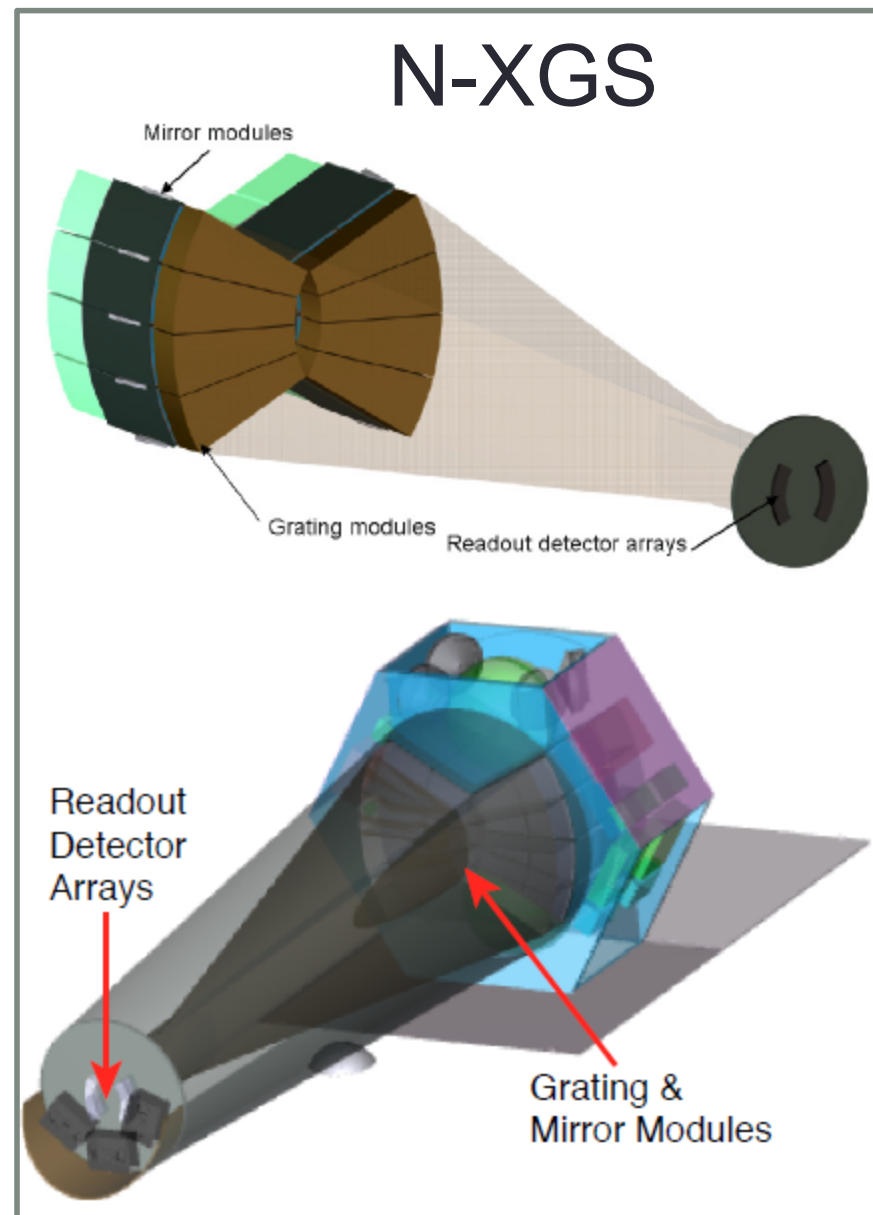 N-XGS
Mirror modules
Grating modules
Readout detector arrays
Readout
Detector
Arrays
Grating &
Mirror Modules